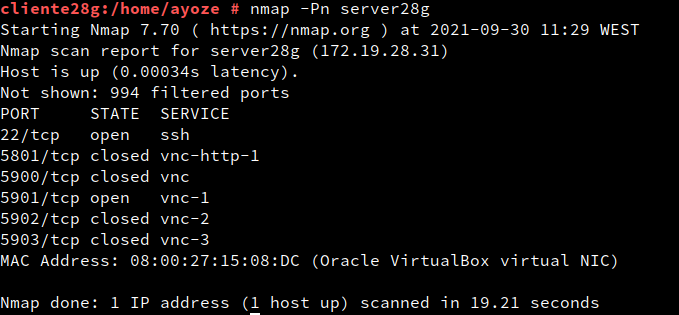 cliente28g:/home/ayoze # nmap -Pn server28g
Starting Nmap 7.70 ( https://nmap.org ) at 2021-09-30 11:29 WEST
Nmap scan report for server28g (172.19.28.31)
Host is up (0.00034s latency).
Not shown: 994 filtered ports
PORT     STATE  SERVICE
22/tcp   open   ssh
5801/tcp closed vnc-http-1
5900/tcp closed vnc
5901/tcp open   vnc-1
5902/tcp closed vnc-2
5903/tcp closed vnc-3
MAC Address: 08:00:27:15:08:DC (Oracle VirtualBox virtual NIC)
Nmap done: 1 IP address (1 host up) scanned in 19.21 seconds